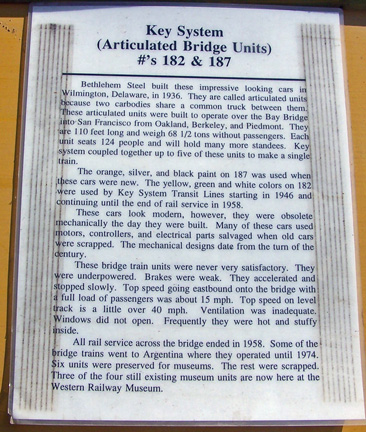 Key System
(Articulated Bridge Units)
#'s 182 & 187
Bethlehem Steel built these impressive looking cars in
Wilmington, Delaware, in 1936. They are called articulated units
because two carbodies share a common truck between them.
These articulated units were built to operate over the Bay Bridge
into San Francisco from Oakland, Berkeley, and Piedmont. They
are 110 feet long and weigh 68 1/2 tons without passengers. Each
unit seats 124 people and will hold many more standees. Key
system coupled together up to five of these units to make a single
train.
The orange, silver, and black paint on 187 was used when
these cars were new. The yellow, green and white colors on 182
were used by Key System Transit Lines starting in 1946 and
continuing until the end of rail service in 1958.
These cars look modern, however, they were obsolete
mechanically the day they were built. Many of these cars used
motors, controllers, and electrical parts salvaged when old cars
were scrapped. The mechanical designs date from the turn of the
century.
These bridge train units were never very satisfactory. They
were underpowered. Brakes were weak. They accelerated and
stopped slowly. Top speed going eastbound onto the bridge with
a full load of passengers was about 15 mph. Top speed on level
track is a little over 40 mph. Ventilation was inadequate.
Windows did not open. Frequently they were hot and stuffy
inside.
All rail service across the bridge ended in 1958. Some of the
bridge trains went to Argentina where they operated until 1974.
Six units were preserved for museums. The rest were scrapped.
Three of the four still existing museum units are now here at the
Western Railway Museum.